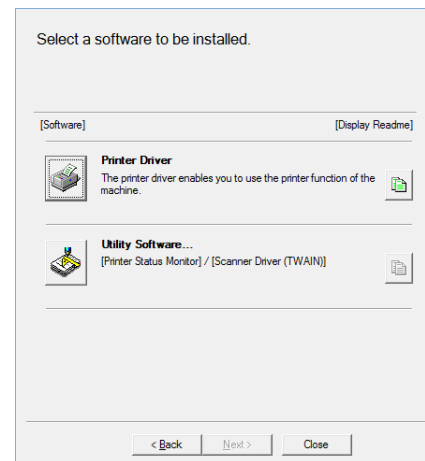 Select a software to be installed.
[Software] [Display Readme]
Printer Driver
The printer driver enables you to use the printer function of the
machine.
Utility Software...
[Printer Status Monitor] / [Scanner Driver (TWAIN)]
< Back Next > Close